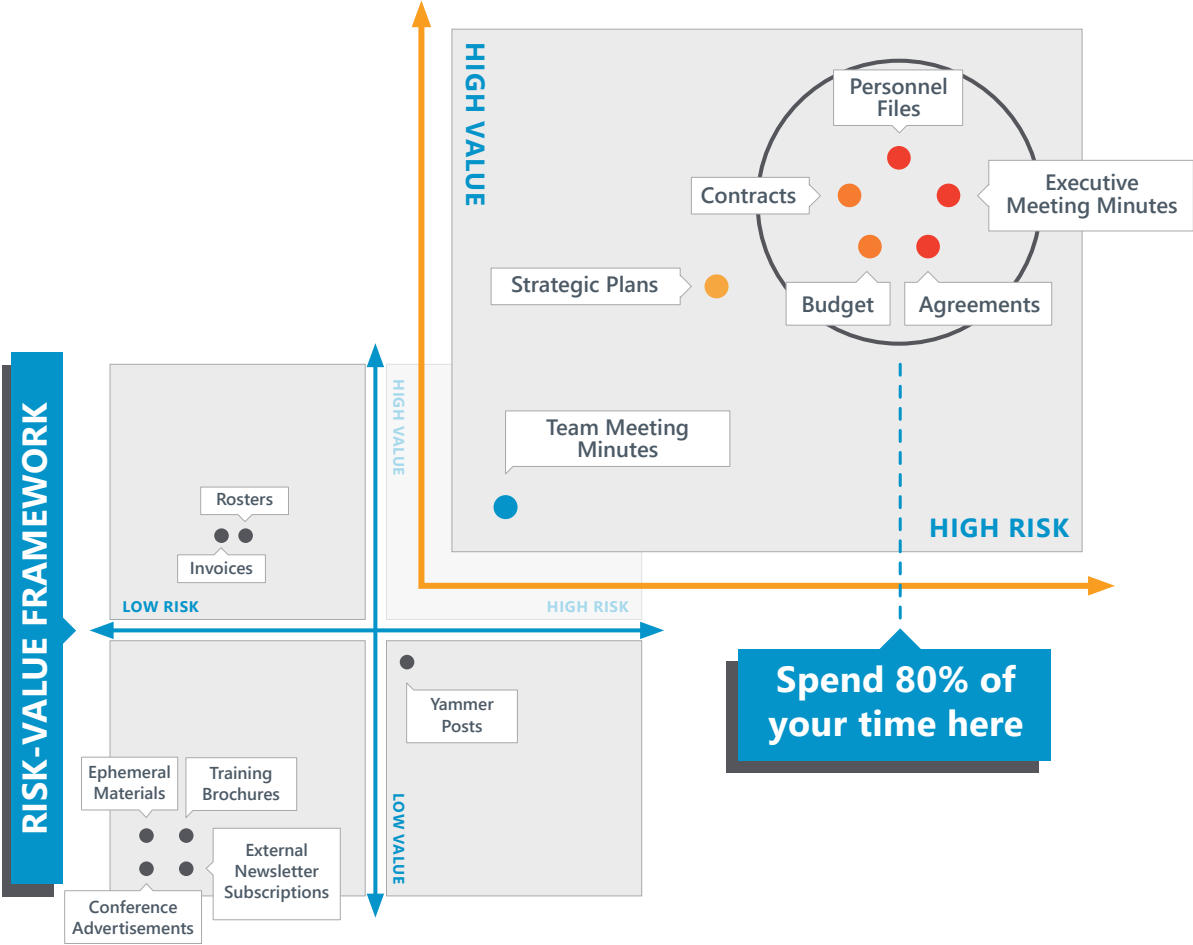 RISK-VALUE FRAMEWORK
HIGH VALUE
Personnel
Files
Contracts
Executive
Meeting Minutes
Strategic Plans
Budget
Agreements
Team Meeting
Minutes
HIGH RISK
HIGH VALUE
Rosters
Invoices
LOW RISK
HIGH RISK
Spend 80% of
your time here
Yammer
Posts
Ephemeral
Materials
Training
Brochures
LOW VALUE
External
Newsletter
Subscriptions
Conference
Advertisements